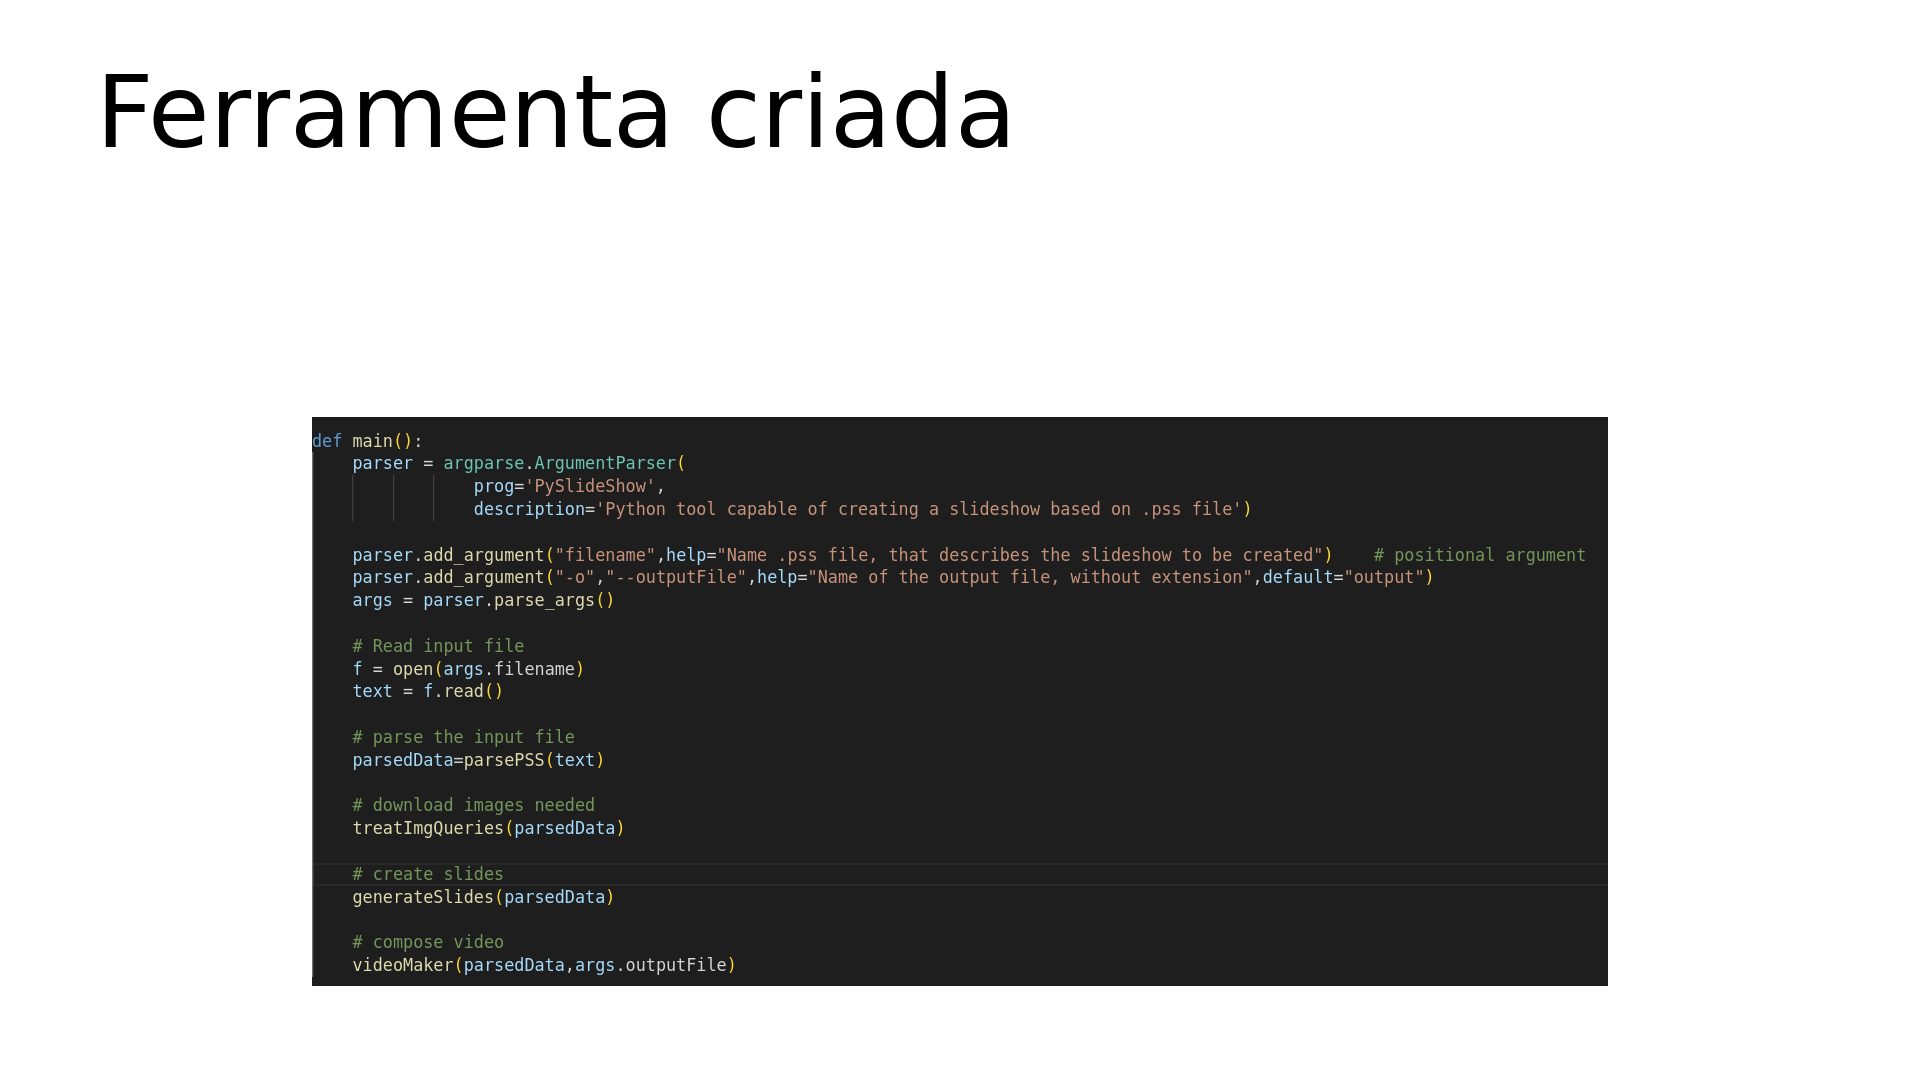 Ferramenta criada
def main():
    parser = argparse.ArgumentParser(
                prog='PySlideShow',
                description='Python tool capable of creating a slideshow based on .pss file')
    parser.add_argument("filename",help="Name .pss file, that describes the slideshow to be created")    # positional argument
    parser.add_argument("-o","--outputFile",help="Name of the output file, without extension",default="output")
    args = parser.parse_args()
    # Read input file
    f = open(args.filename)
    text = f.read()
    # parse the input file
    parsedData=parsePSS(text)
    # download images needed
    treatImgQueries(parsedData)
    # create slides
    generateSlides(parsedData)
    # compose video
    videoMaker(parsedData,args.outputFile)